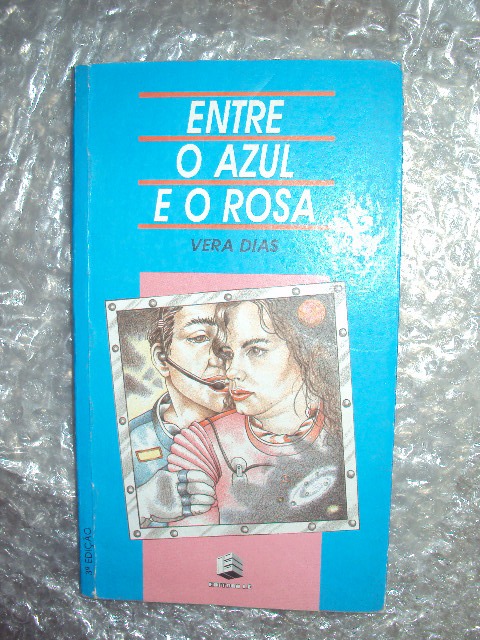 ENTRE
O AZUL
E O ROSA
VERA DIAS
3ª EDIÇÃO